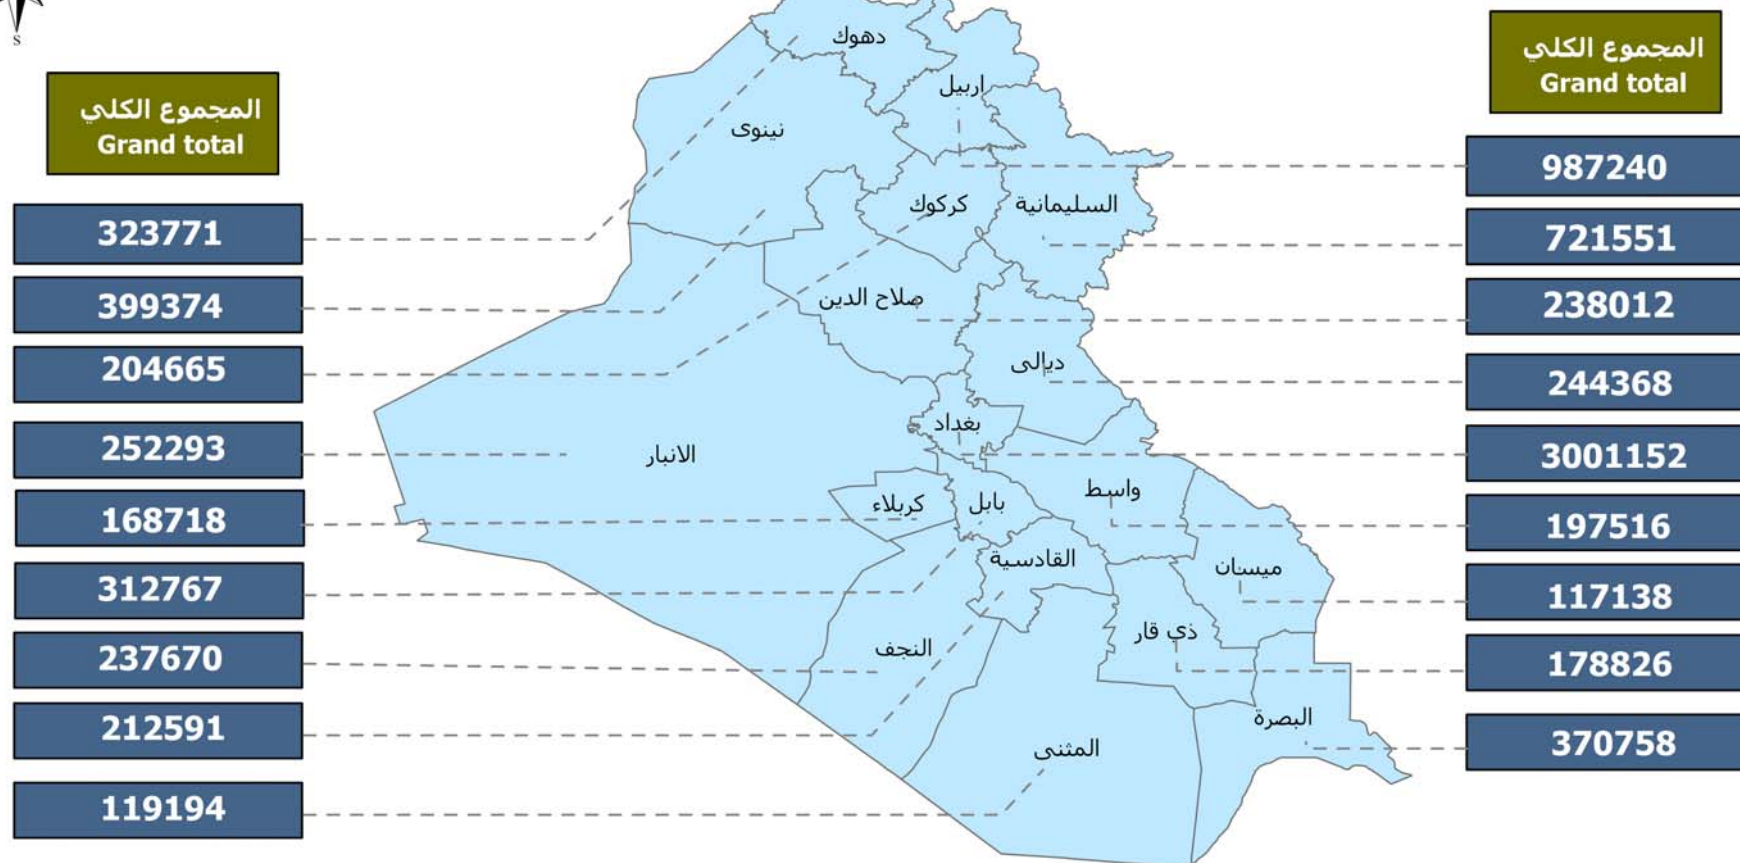 S
المجموع الكلي
Grand total
323771
399374
204665
252293
168718
312767
237670
212591
119194
دهوك
اربيل
نينوى
كركوك
السليمانية
صلاح الدين
ديالى
بغداد
الانبار
واسط
كربلاء
بابل
القادسية
ميسان
ذي قار
النجف
البصرة
المثنى
المجموع الكلي
Grand total
987240
721551
238012
244368
3001152
197516
117138
178826
370758